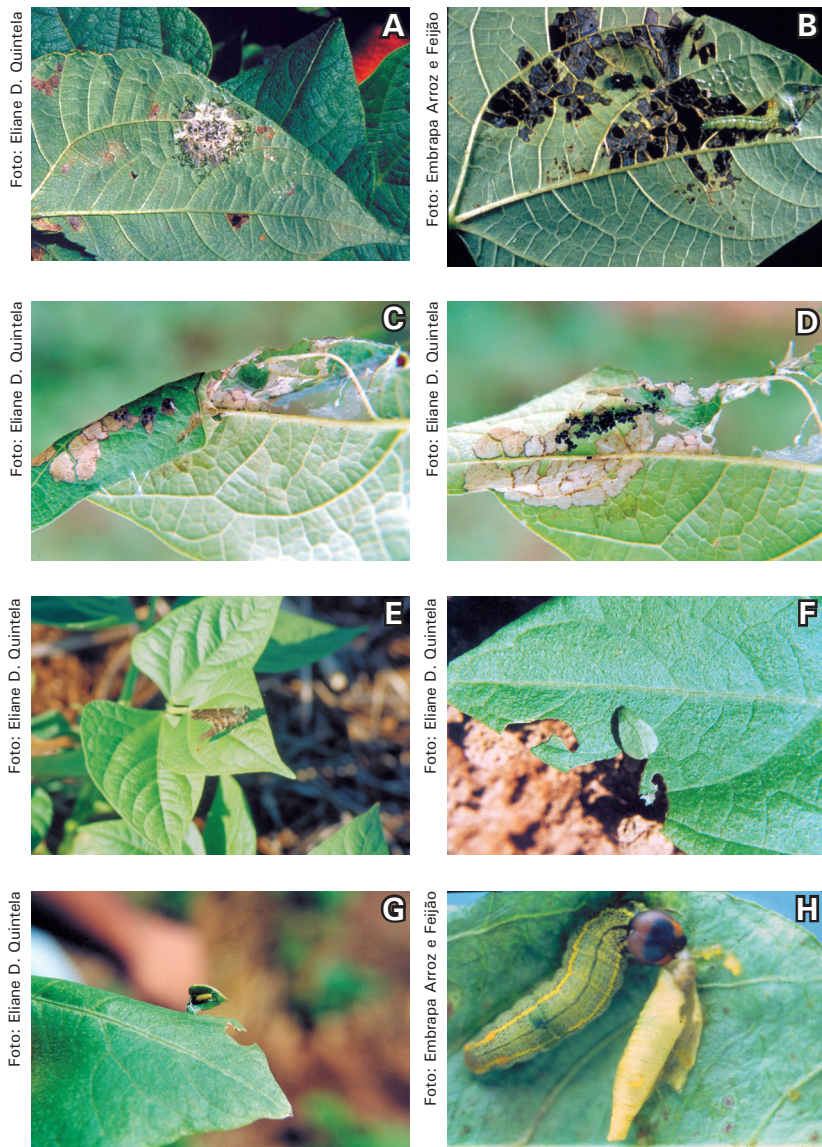 Foto: Eliane D. Quintela
A
Foto: Embrapa Arroz e Feijão
B
Foto: Eliane D. Quintela
C
Foto: Eliane D. Quintela
D
Foto: Eliane D. Quintela
E
Foto: Eliane D. Quintela
F
Foto: Eliane D. Quintela
G
Foto: Embrapa Arroz e Feijão
H